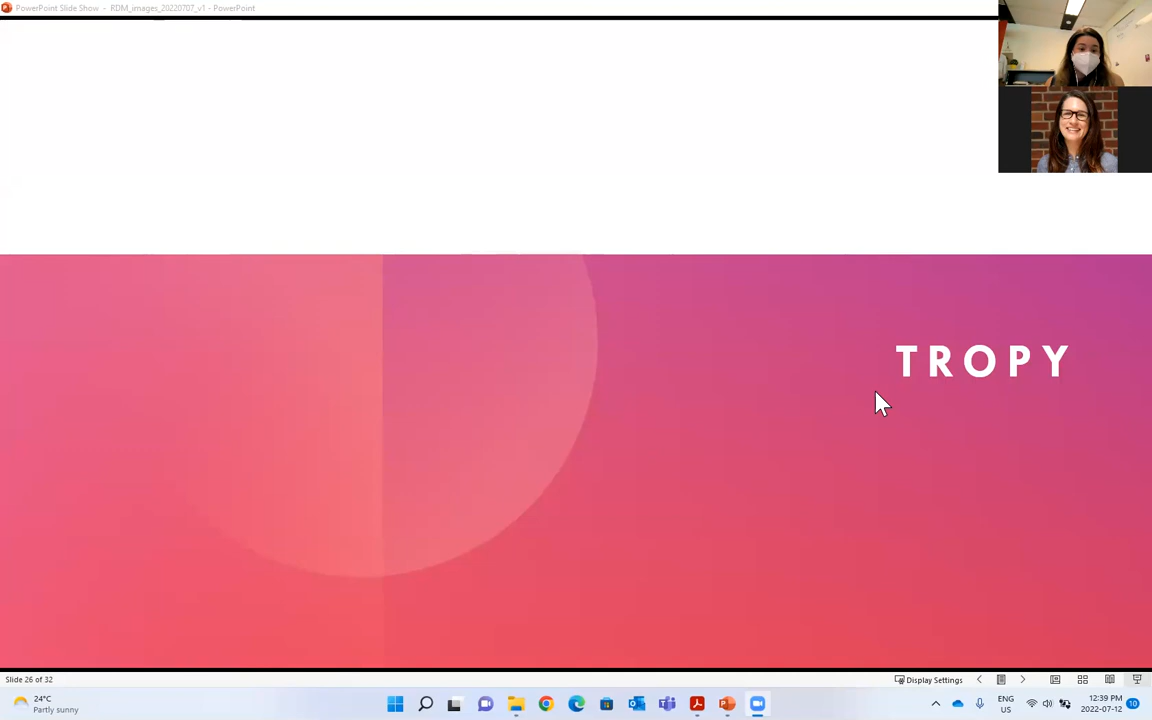 PowerPoint Slide Show - RDM_images_20220707_v1 - PowerPoint
TROPY
Slide 26 of 32
Display Settings
24°C
Partly sunny
ENG
US
12:39 PM
2022-07-12
10